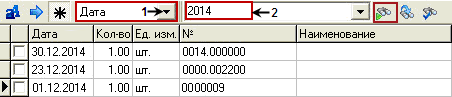 Дата 1 2014 2
Дата Кол-во Ед. изм. № Наименование
30.12.2014 1.00 шт. 0014.000000
23.12.2014 1.00 шт. 0000.002200
01.12.2014 1.00 шт. 0000009